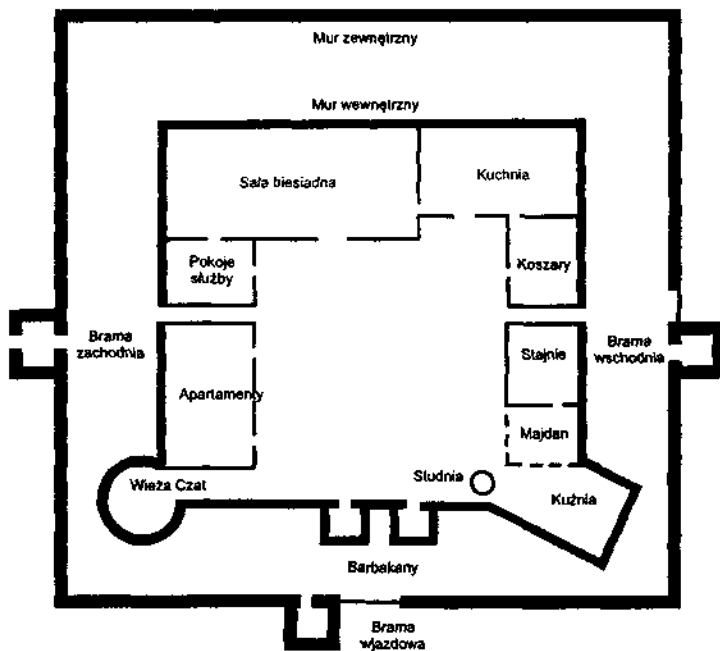 Mur zewnętrzny
Mur wewnętrzny
Sala biesiadna
Kuchnia
Pokoje
służby
Koszary
Brama
zachodnia
Stajnie
Brama
wschodnia
Apartamenty
Majdan
Wieża Czat
Studnia
Kuźnia
Barbakany
Brama
wjazdowa